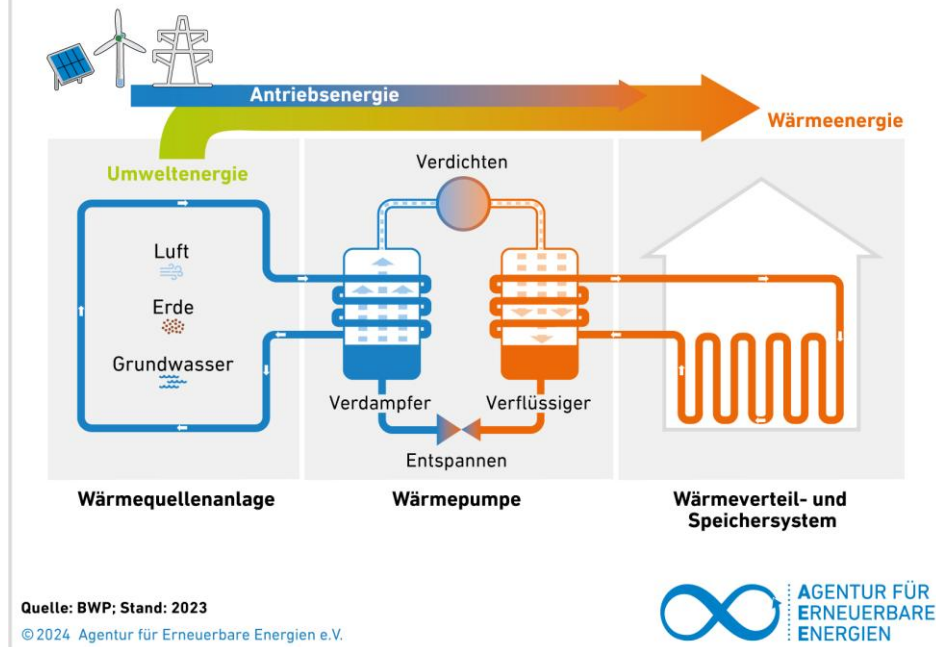 Antriebsenergie
Wärmeenergie
Umweltenergie
Verdichten
Luft
Erde
Grundwasser
Verdampfer
Verflüssiger
Entspannen
Wärmequellenanlage
Wärmepumpe
Wärmeverteil- und
Speichersystem
Quelle: BWP; Stand: 2023
© 2024 Agentur für Erneuerbare Energien e.V.
AGENTUR FÜR
ERNEUERBARE
ENERGIEN